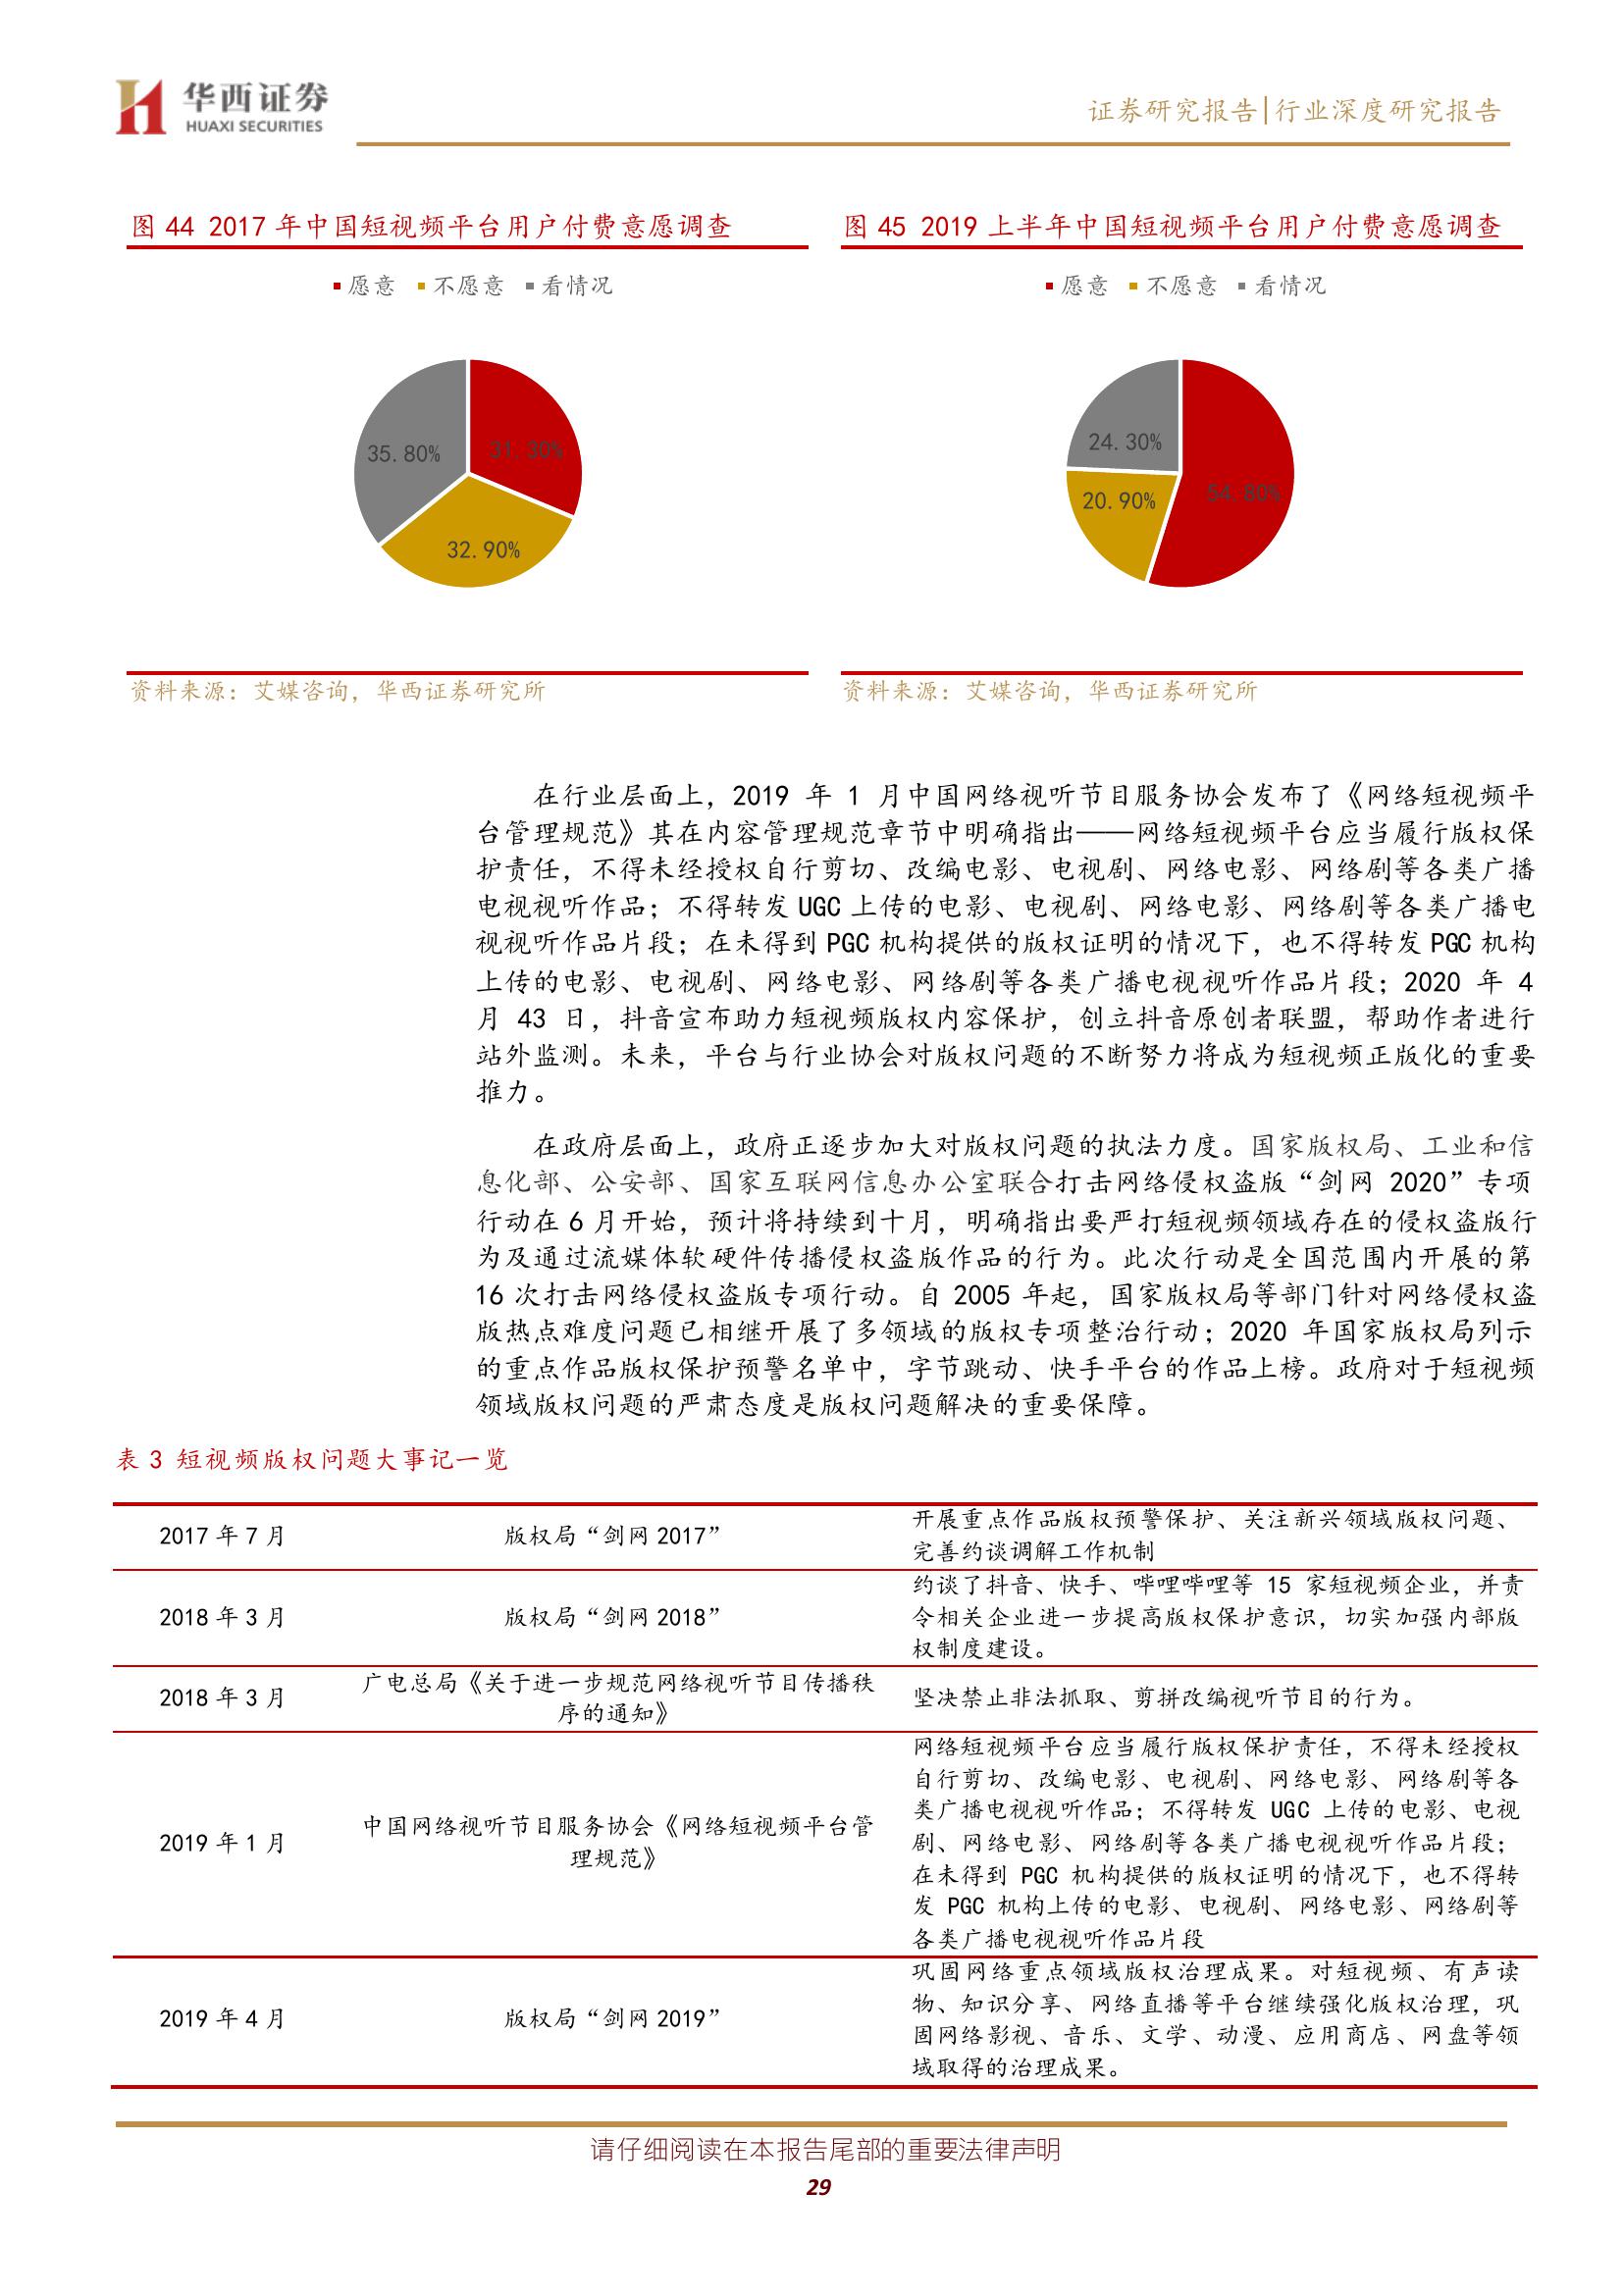 华西证券
HUAXI SECURITIES
证券研究报告|行业深度研究报告
图 44 2017 年中国短视频平台用户付费意愿调查
愿意 不愿意 看情况
35.80%
31.30%
32.90%
资料来源：艾媒咨询，华西证券研究所
图 45 2019 上半年中国短视频平台用户付费意愿调查
愿意 不愿意 看情况
24.30%
54.80%
20.90%
资料来源：艾媒咨询，华西证券研究所
在行业层面上，2019 年 1 月中国网络视听节目服务协会发布了《网络短视频平
台管理规范》其在内容管理规范章节中明确指出——网络短视频平台应当履行版权保
护责任，不得未经授权自行剪切、改编电影、电视剧、网络电影、网络剧等各类广播
电视视听作品；不得转发 UGC 上传的电影、电视剧、网络电影、网络剧等各类广播电
视视听作品片段；在未得到 PGC 机构提供的版权证明的情况下，也不得转发 PGC 机构
上传的电影、电视剧、网络电影、网络剧等各类广播电视视听作品片段；2020 年 4
月 43 日，抖音宣布助力短视频版权内容保护，创立抖音原创者联盟，帮助作者进行
站外监测。未来，平台与行业协会对版权问题的不断努力将成为短视频正版化的重要
推力。
在政府层面上，政府正逐步加大对版权问题的执法力度。国家版权局、工业和信
息化部、公安部、国家互联网信息办公室联合打击网络侵权盗版“剑网 2020”专项
行动在 6 月开始，预计将持续到十月，明确指出要严打短视频领域存在的侵权盗版行
为及通过流媒体软硬件传播侵权盗版作品的行为。此次行动是全国范围内开展的第
16 次打击网络侵权盗版专项行动。自 2005 年起，国家版权局等部门针对网络侵权盗
版热点难度问题已相继开展了多领域的版权专项整治行动；2020 年国家版权局列示
的重点作品版权保护预警名单中，字节跳动、快手平台的作品上榜。政府对于短视频
领域版权问题的严肃态度是版权问题解决的重要保障。
表 3 短视频版权问题大事记一览
2017 年 7 月
版权局“剑网 2017”
开展重点作品版权预警保护、关注新兴领域版权问题、
完善约谈调解工作机制
2018 年 3 月
版权局“剑网 2018”
约谈了抖音、快手、哔哩哔哩等 15 家短视频企业，并责
令相关企业进一步提高版权保护意识，切实加强内部版
权制度建设。
2018 年 3 月
广电总局《关于进一步规范网络视听节目传播秩
序的通知》
坚决禁止非法抓取、剪拼改编视听节目的行为。
2019 年 1 月
中国网络视听节目服务协会《网络短视频平台管
理规范》
网络短视频平台应当履行版权保护责任，不得未经授权
自行剪切、改编电影、电视剧、网络电影、网络剧等各
类广播电视视听作品；不得转发 UGC 上传的电影、电视
剧、网络电影、网络剧等各类广播电视视听作品片段；
在未得到 PGC 机构提供的版权证明的情况下，也不得转
发 PGC 机构上传的电影、电视剧、网络电影、网络剧等
各类广播电视视听作品片段
2019 年 4 月
版权局“剑网 2019”
巩固网络重点领域版权治理成果。对短视频、有声读
物、知识分享、网络直播等平台继续强化版权治理，巩
固网络影视、音乐、文学、动漫、应用商店、网盘等领
域取得的治理成果。
请仔细阅读在本报告尾部的重要法律声明
29